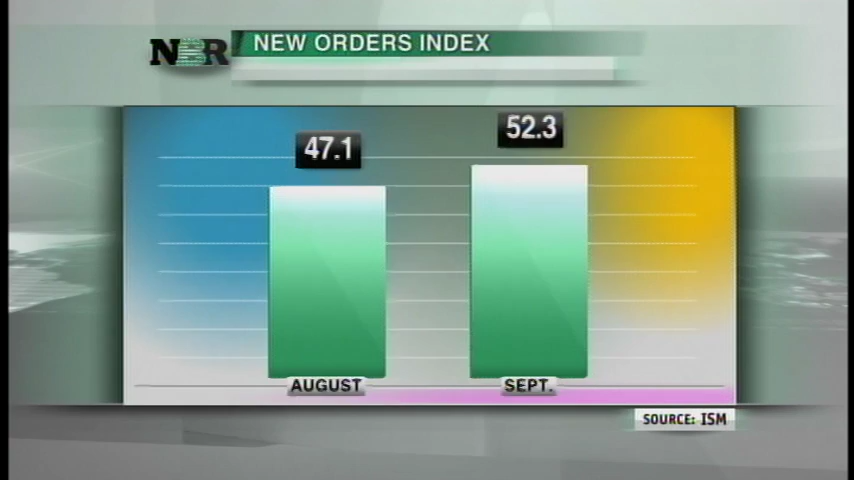 NBR
NEW ORDERS INDEX
47.1
52.3
AUGUST
SEPT.
SOURCE: ISM